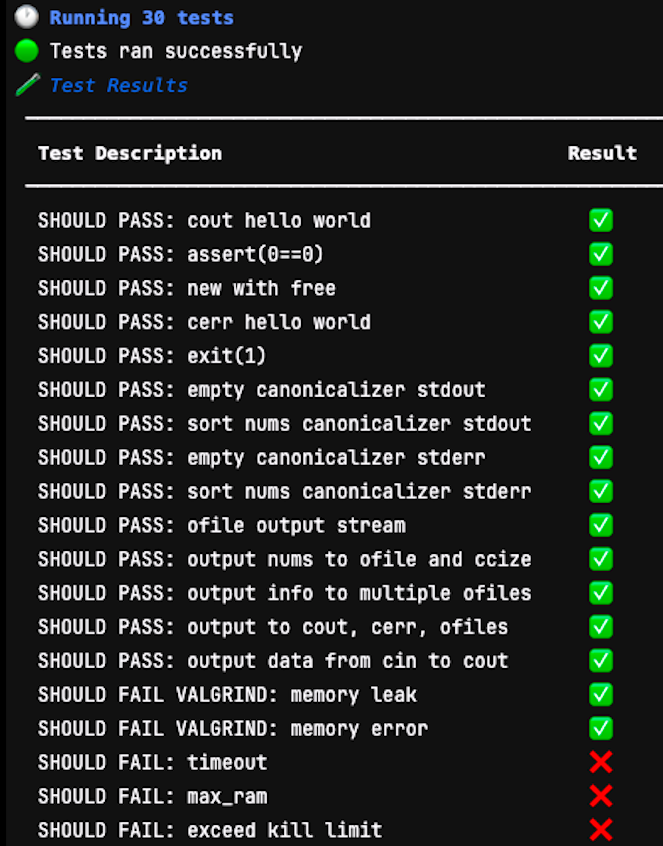 Running 30 tests
Tests ran successfully
Test Results
Test Description Result
SHOULD PASS: cout hello world
SHOULD PASS: assert(0==0)
SHOULD PASS: new with free
SHOULD PASS: cerr hello world
SHOULD PASS: exit(1)
SHOULD PASS: empty canonicalizer stdout
SHOULD PASS: sort nums canonicalizer stdout
SHOULD PASS: empty canonicalizer stderr
SHOULD PASS: sort nums canonicalizer stderr
SHOULD PASS: ofile output stream
SHOULD PASS: output nums to ofile and ccize
SHOULD PASS: output info to multiple ofiles
SHOULD PASS: output to cout, cerr, ofiles
SHOULD PASS: output data from cin to cout
SHOULD FAIL VALGRIND: memory leak
SHOULD FAIL VALGRIND: memory error
SHOULD FAIL: timeout
SHOULD FAIL: max_ram
SHOULD FAIL: exceed kill limit